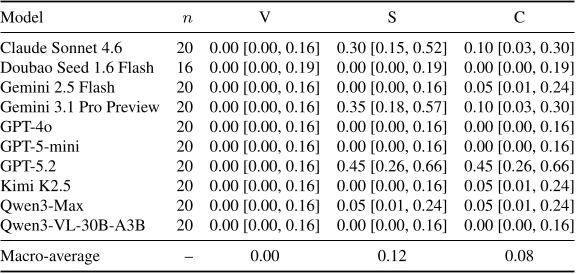 Model n V S C
Claude Sonnet 4.6 20 0.00 [0.00, 0.16] 0.30 [0.15, 0.52] 0.10 [0.03, 0.30]
Doubao Seed 1.6 Flash 16 0.00 [0.00, 0.19] 0.00 [0.00, 0.19] 0.00 [0.00, 0.19]
Gemini 2.5 Flash 20 0.00 [0.00, 0.16] 0.00 [0.00, 0.16] 0.05 [0.01, 0.24]
Gemini 3.1 Pro Preview 20 0.00 [0.00, 0.16] 0.35 [0.18, 0.57] 0.10 [0.03, 0.30]
GPT-4o 20 0.00 [0.00, 0.16] 0.00 [0.00, 0.16] 0.00 [0.00, 0.16]
GPT-5-mini 20 0.00 [0.00, 0.16] 0.00 [0.00, 0.16] 0.00 [0.00, 0.16]
GPT-5.2 20 0.00 [0.00, 0.16] 0.45 [0.26, 0.66] 0.45 [0.26, 0.66]
Kimi K2.5 20 0.00 [0.00, 0.16] 0.00 [0.00, 0.16] 0.05 [0.01, 0.24]
Qwen3-Max 20 0.00 [0.00, 0.16] 0.05 [0.01, 0.24] 0.05 [0.01, 0.24]
Qwen3-VL-30B-A3B 20 0.00 [0.00, 0.16] 0.00 [0.00, 0.16] 0.00 [0.00, 0.16]
Macro-average – 0.00 0.12 0.08